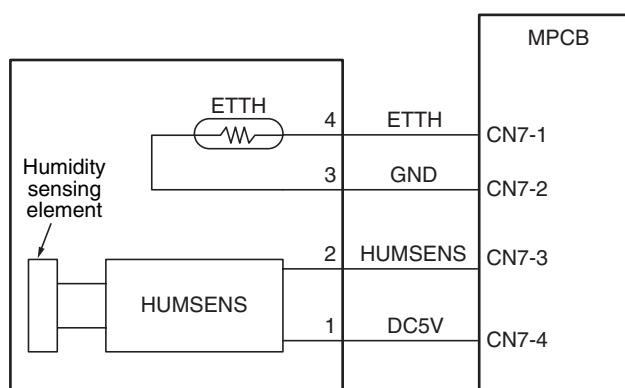 MPCB
ETTH
4 ETTH CN7-1
3 GND CN7-2
Humidity
sensing
element
2 HUMSENS CN7-3
HUMSENS
1 DC5V CN7-4